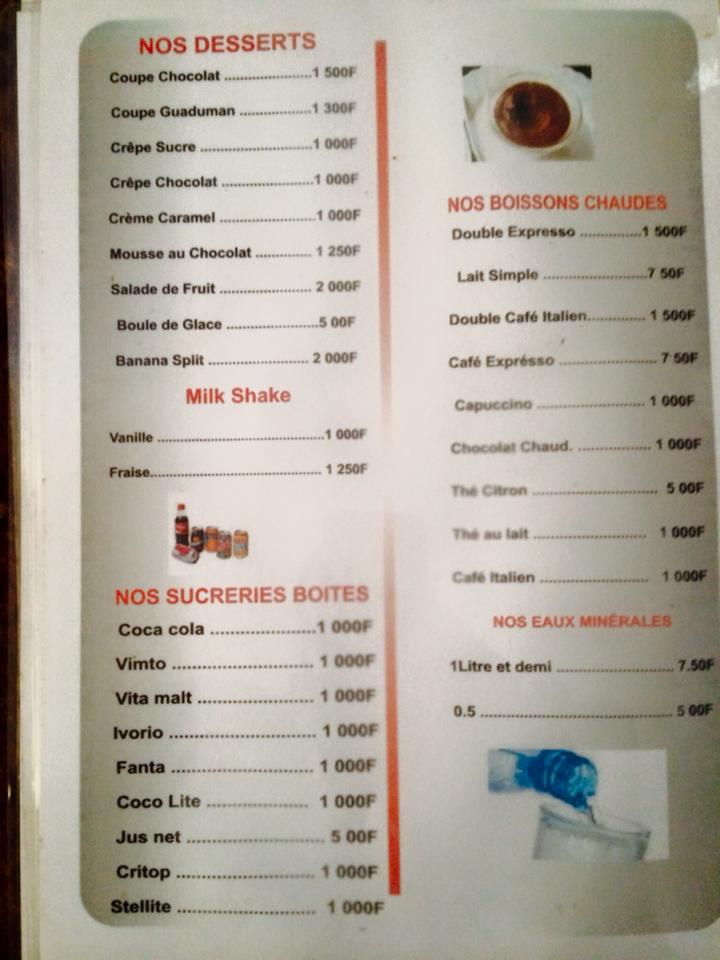 NOS DESSERTS
Coupe Chocolat ......................1 500F
Coupe Guaduman ..................1 300F
Crêpe Sucre ............................1 000F
Crêpe Chocolat .......................1 000F
Crème Caramel ........................1 000F
Mousse au Chocolat .............. 1 250F
Salade de Fruit ....................... 2 000F
Boule de Glace .......................5 00F
Banana Split ......................... 2 000F
Milk Shake
Vanille ..........................................1 000F
Fraise........................................... 1 250F
NOS SUCRERIES BOITES
Coca cola ......................1 000F
Vimto .............................. 1 000F
Vita malt ......................... 1 000F
Ivorio ............................... 1 000F
Fanta .............................. 1 000F
Coco Lite ...................... 1 000F
Jus net ............................. 5 00F
Critop ............................. 1 000F
Stellite ............................. 1 000F
NOS BOISSONS CHAUDES
Double Expresso ...............1 500F
Lait Simple ..........................7 50F
Double Café Italien.............. 1 500F
Café Exprésso ........................ 7 50F
Capuccino ........................... 1 000F
Chocolat Chaud. .................. 1 000F
Thé Citron ............................... 5 00F
Thé au lait ............................ 1 000F
Café Italien ........................... 1 000F
NOS EAUX MINÉRALES
1Litre et demi ............................. 7.50F
0.5 ................................................ 5 00F